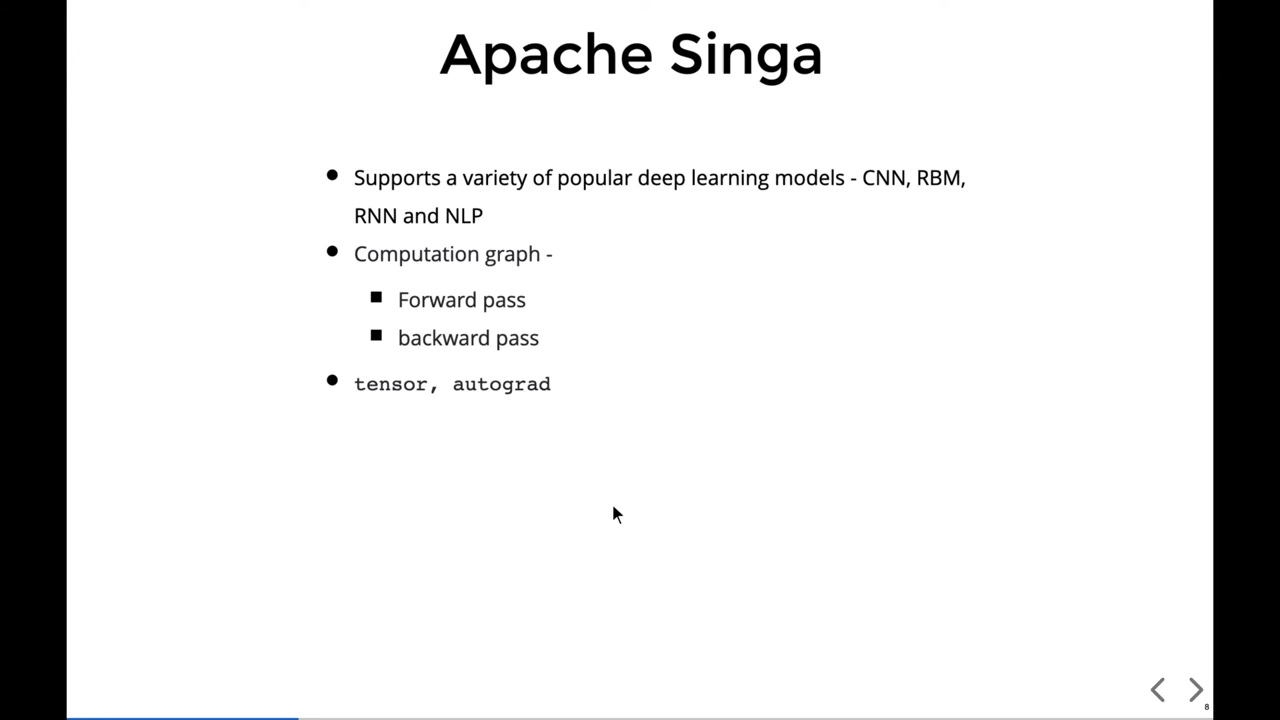 Apache Singa
Supports a variety of popular deep learning models - CNN, RBM,
RNN and NLP
Computation graph -
Forward pass
backward pass
tensor, autograd
8